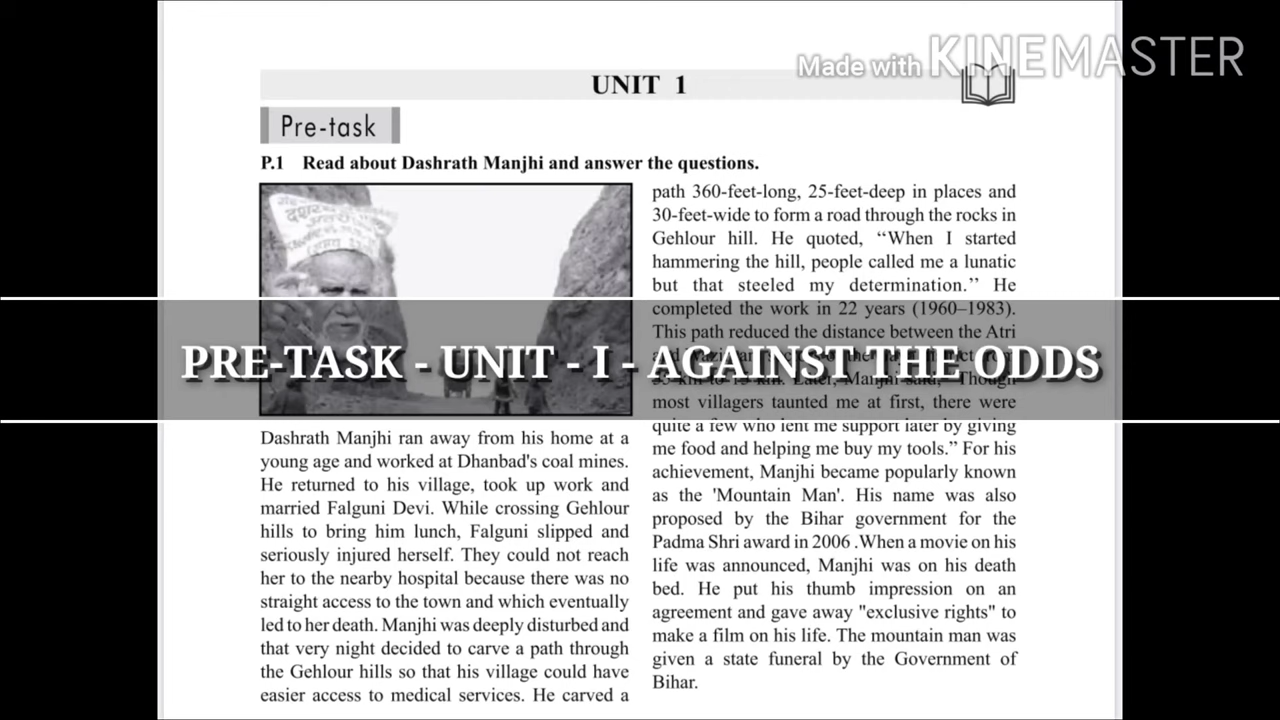 Made with KINEMASTER
UNIT 1
Pre-task
P.1 Read about Dashrath Manjhi and answer the questions.
PRE-TASK - UNIT - I - AGAINST THE ODDS
Dashrath Manjhi ran away from his home at a
young age and worked at Dhanbad's coal mines.
He returned to his village, took up work and
married Falguni Devi. While crossing Gehlour
hills to bring him lunch, Falguni slipped and
seriously injured herself. They could not reach
her to the nearby hospital because there was no
straight access to the town and which eventually
led to her death. Manjhi was deeply disturbed and
that very night decided to carve a path through
the Gehlour hills so that his village could have
easier access to medical services. He carved a
path 360-feet-long, 25-feet-deep in places and
30-feet-wide to form a road through the rocks in
Gehlour hill. He quoted, ‘‘When I started
hammering the hill, people called me a lunatic
but that steeled my determination.’’ He
completed the work in 22 years (1960–1983).
This path reduced the distance between the Atri
km to 15 km. Later, Manjhi said,“ Though
most villagers taunted me at first, there were
quite a few who lent me support later by giving
me food and helping me buy my tools.” For his
achievement, Manjhi became popularly known
as the 'Mountain Man'. His name was also
proposed by the Bihar government for the
Padma Shri award in 2006 .When a movie on his
life was announced, Manjhi was on his death
bed. He put his thumb impression on an
agreement and gave away "exclusive rights" to
make a film on his life. The mountain man was
given a state funeral by the Government of
Bihar.